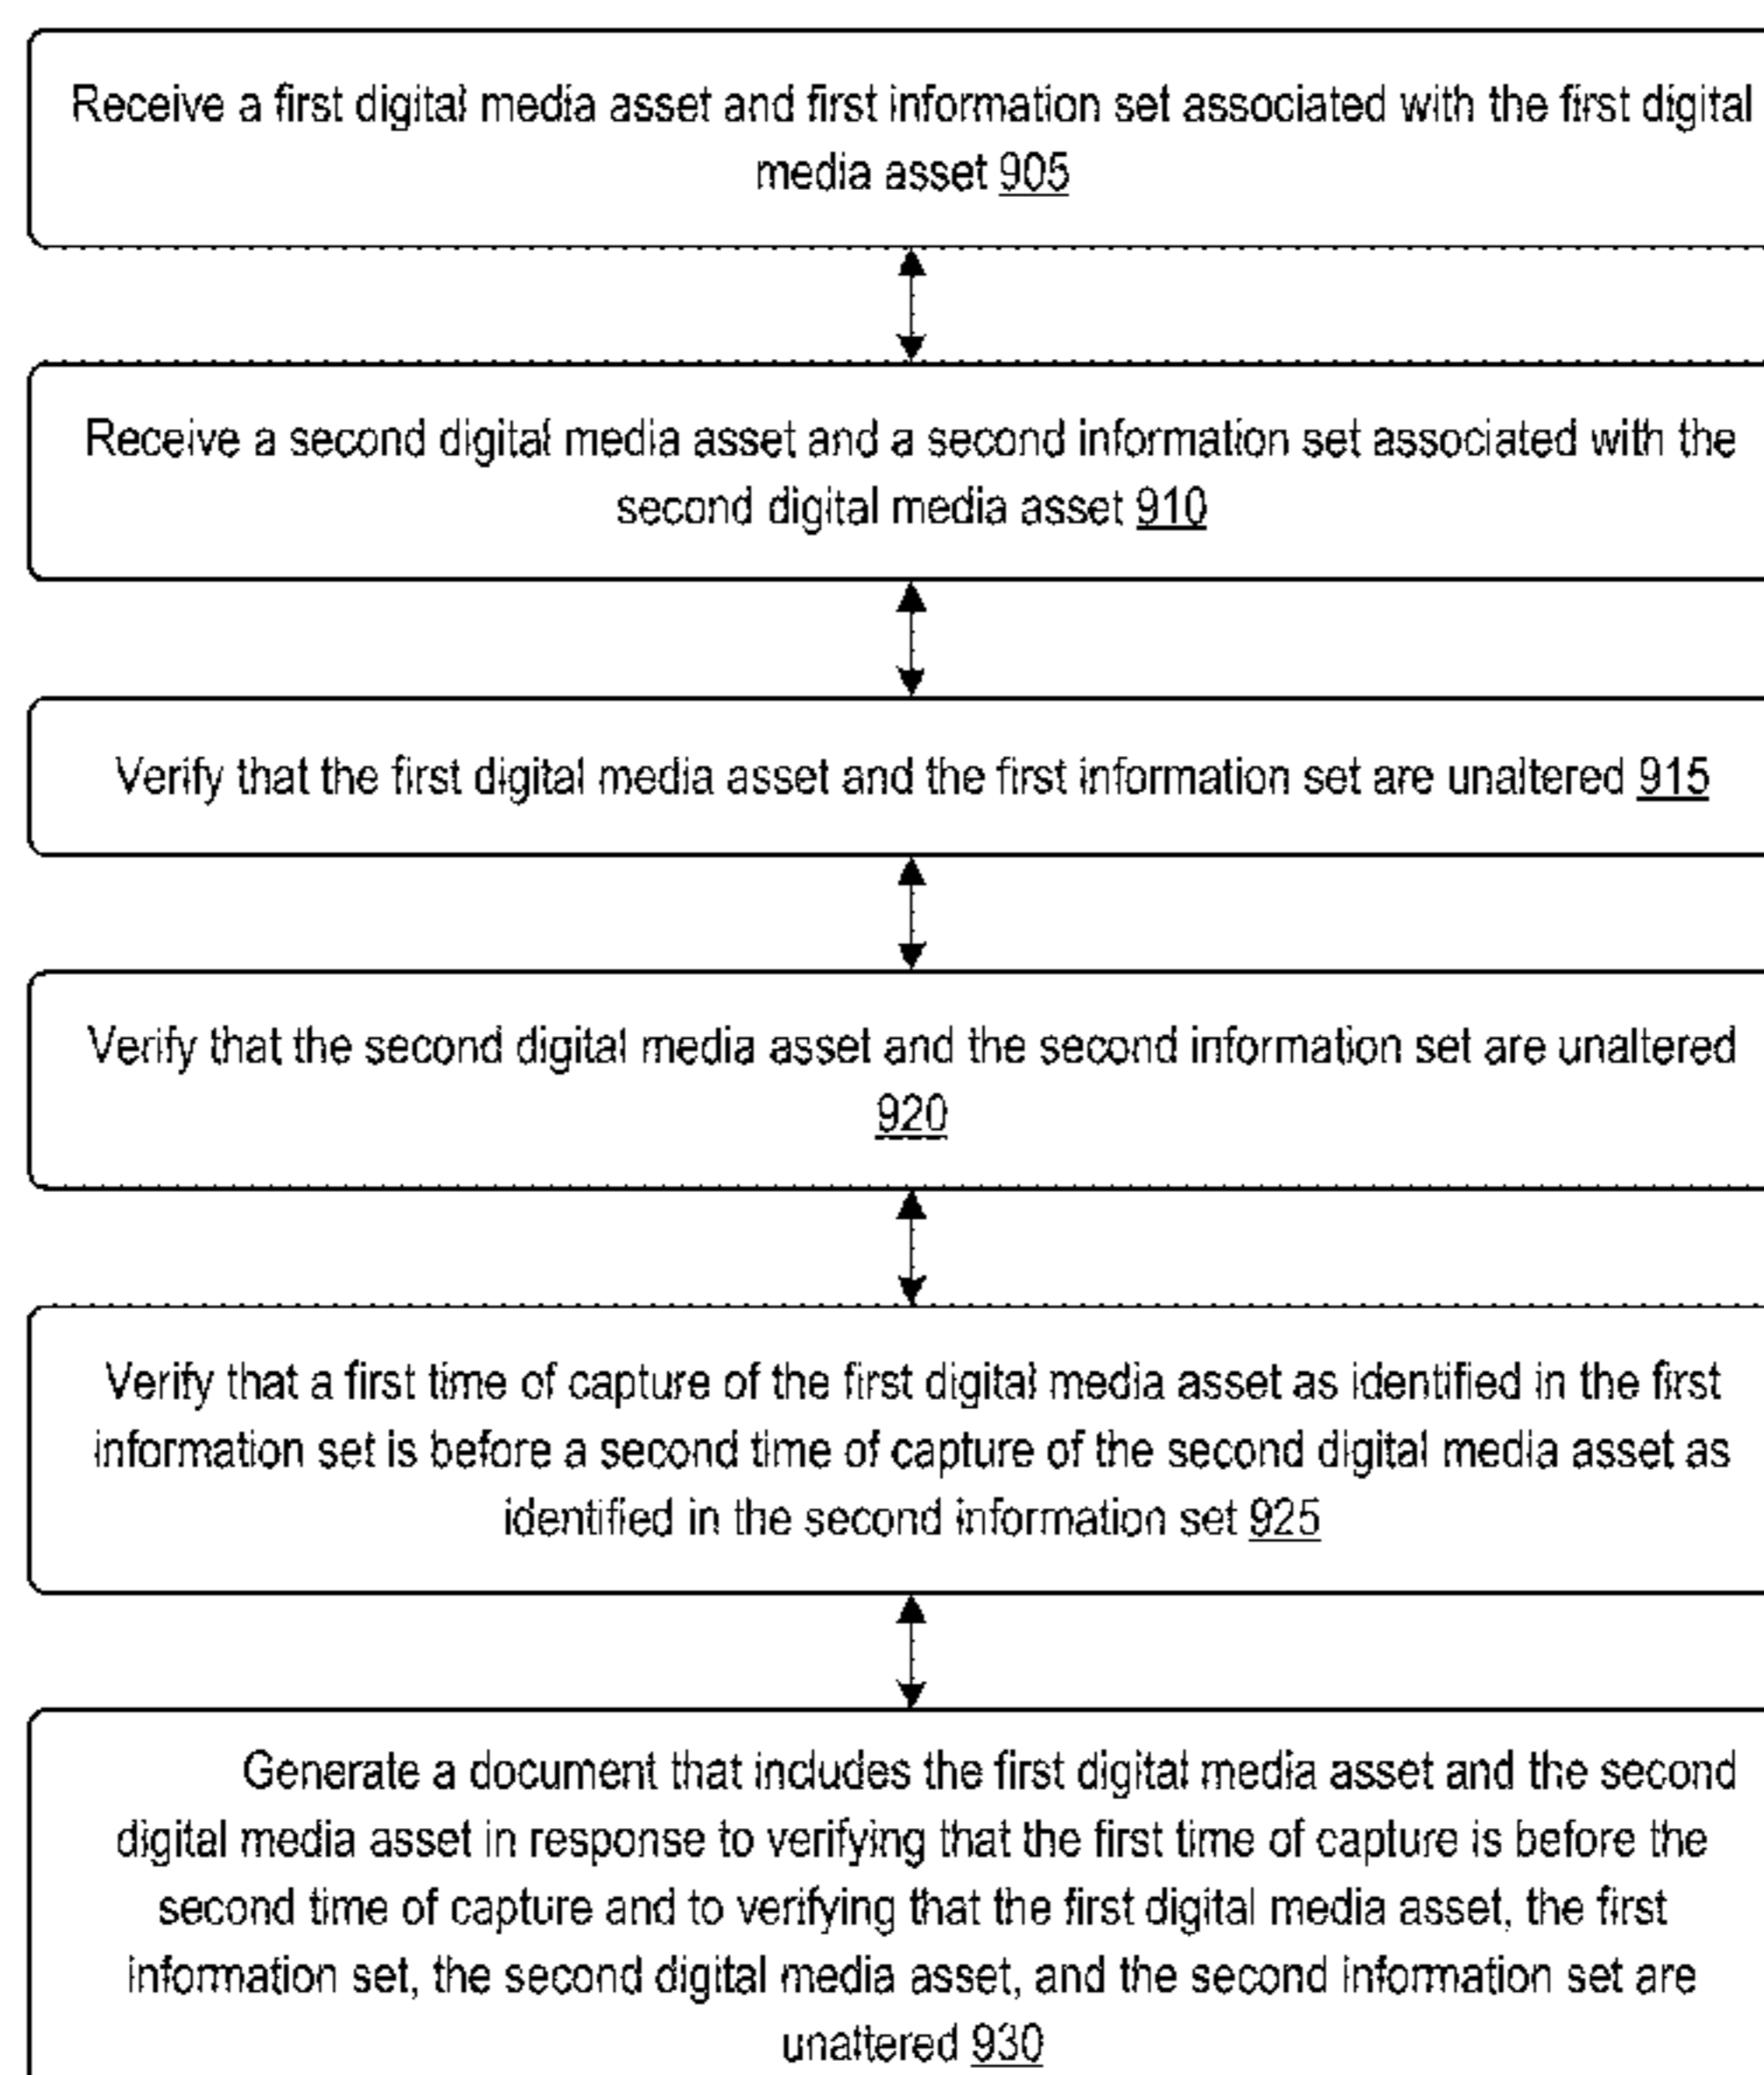 Receive a first digital media asset and first information set associated with the first digital
media asset 905
Receive a second digital media asset and a second information set associated with the
second digital media asset 910
Verify that the first digital media asset and the first information set are unaltered 915
Verify that the second digital media asset and the second information set are unaltered
920
Verify that a first time of capture of the first digital media asset as identified in the first
information set is before a second time of capture of the second digital media asset as
identified in the second information set 925
Generate a document that includes the first digital media asset and the second
digital media asset in response to verifying that the first time of capture is before the
second time of capture and to verifying that the first digital media asset, the first
information set, the second digital media asset, and the second information set are
unaltered 930